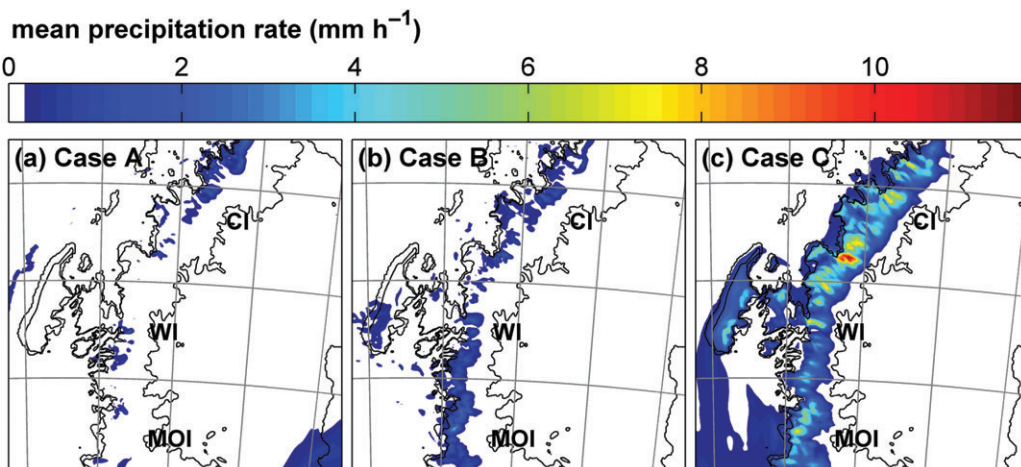 mean precipitation rate (mm h⁻¹)
0 2 4 6 8 10
(a) Case A (b) Case B (c) Case C
CI CI CI
WI WI WI
MOI MOI MOI